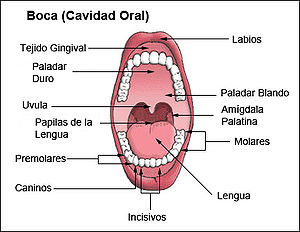 Boca (Cavidad Oral)
Labios
Tejido Gingival
Paladar
Duro
Paladar Blando
Uvula
Amígdala
Palatina
Papilas de la
Lengua
Molares
Premolares
Caninos
Lengua
Incisivos